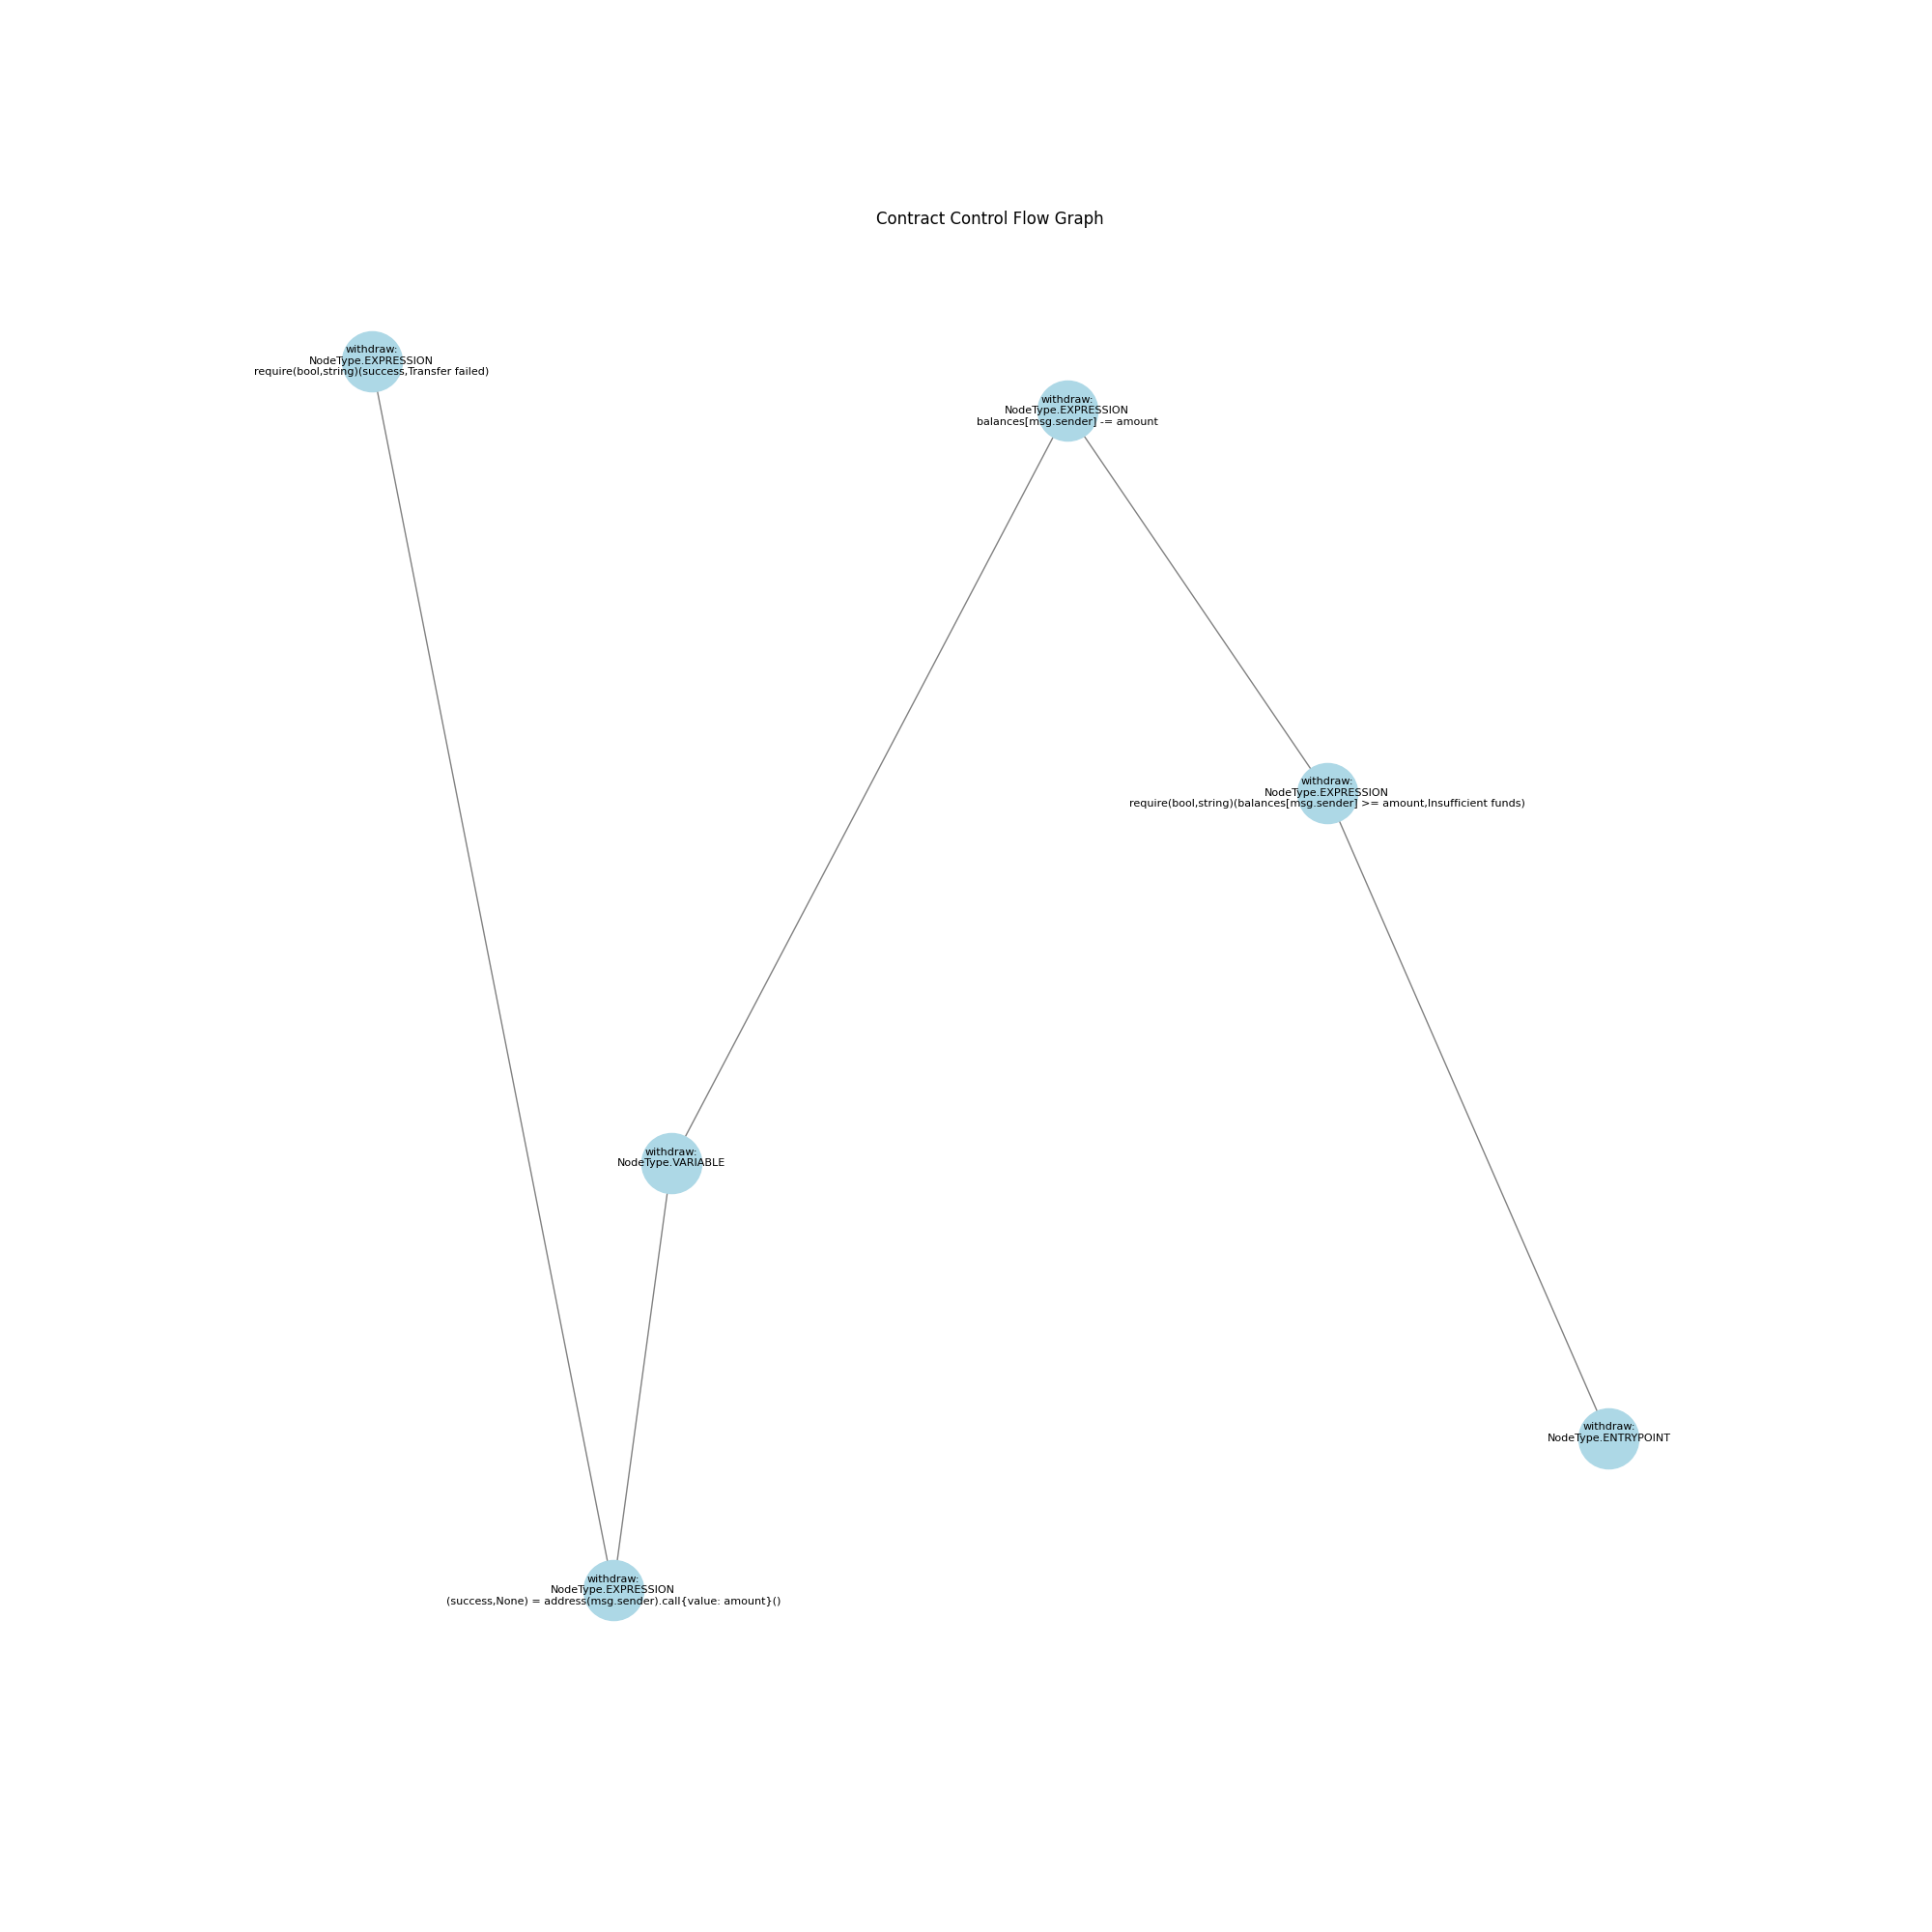 Contract Control Flow Graph
withdraw:
NodeType.EXPRESSION
require(bool,string)(success,Transfer failed)
withdraw:
NodeType.EXPRESSION
balances[msg.sender] -= amount
withdraw:
NodeType.EXPRESSION
require(bool,string)(balances[msg.sender] >= amount,Insufficient funds)
withdraw:
NodeType.VARIABLE
withdraw:
NodeType.ENTRYPOINT
withdraw:
NodeType.EXPRESSION
(success,None) = address(msg.sender).call{value: amount}()